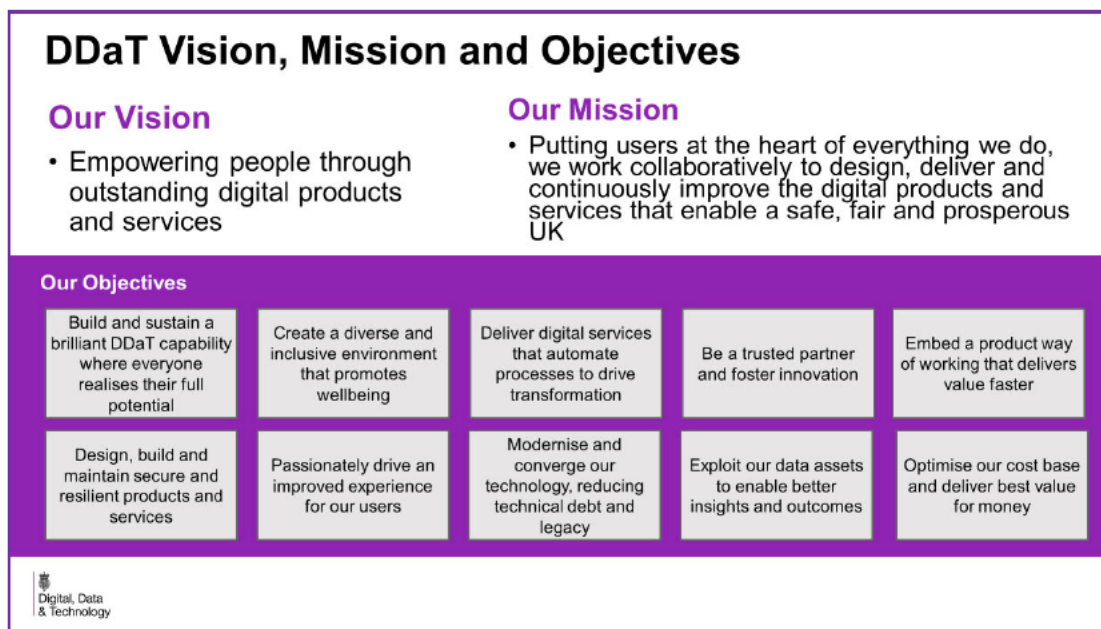 DDaT Vision, Mission and Objectives
Our Vision
• Empowering people through
outstanding digital products
and services
Our Mission
• Putting users at the heart of everything we do,
we work collaboratively to design, deliver and
continuously improve the digital products and
services that enable a safe, fair and prosperous
UK
Our Objectives
Build and sustain a
brilliant DDaT capability
where everyone
realises their full
potential
Create a diverse and
inclusive environment
that promotes
wellbeing
Deliver digital services
that automate
processes to drive
transformation
Be a trusted partner
and foster innovation
Embed a product way
of working that delivers
value faster
Design, build and
maintain secure and
resilient products and
services
Passionately drive an
improved experience
for our users
Modernise and
converge our
technology, reducing
technical debt and
legacy
Exploit our data assets
to enable better
insights and outcomes
Optimise our cost base
and deliver best value
for money
Digital, Data
& Technology